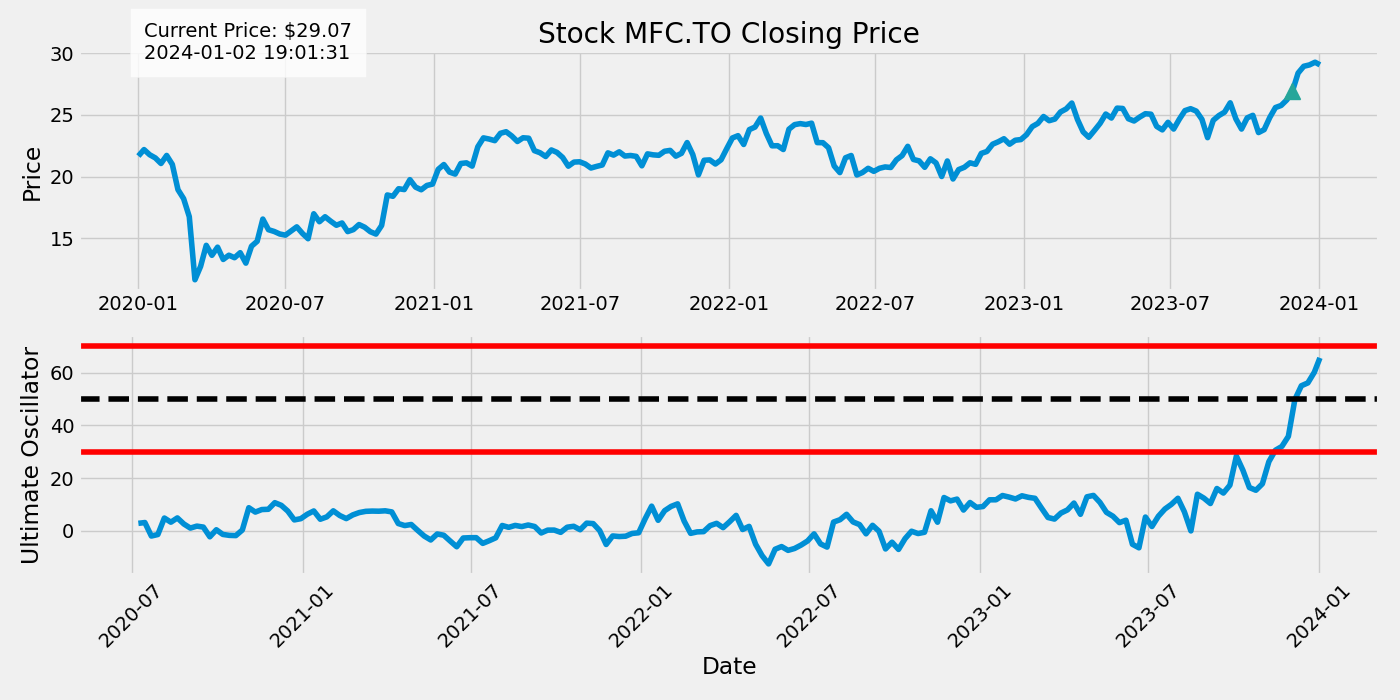 Current Price: $29.07
2024-01-02 19:01:31
Stock MFC.TO Closing Price
Price
30
25
20
15
2020-01 2020-07 2021-01 2021-07 2022-01 2022-07 2023-01 2023-07 2024-01
Ultimate Oscillator
60
40
20
0
2020-07 2021-01 2021-07 2022-01 2022-07 2023-01 2023-07 2024-01
Date